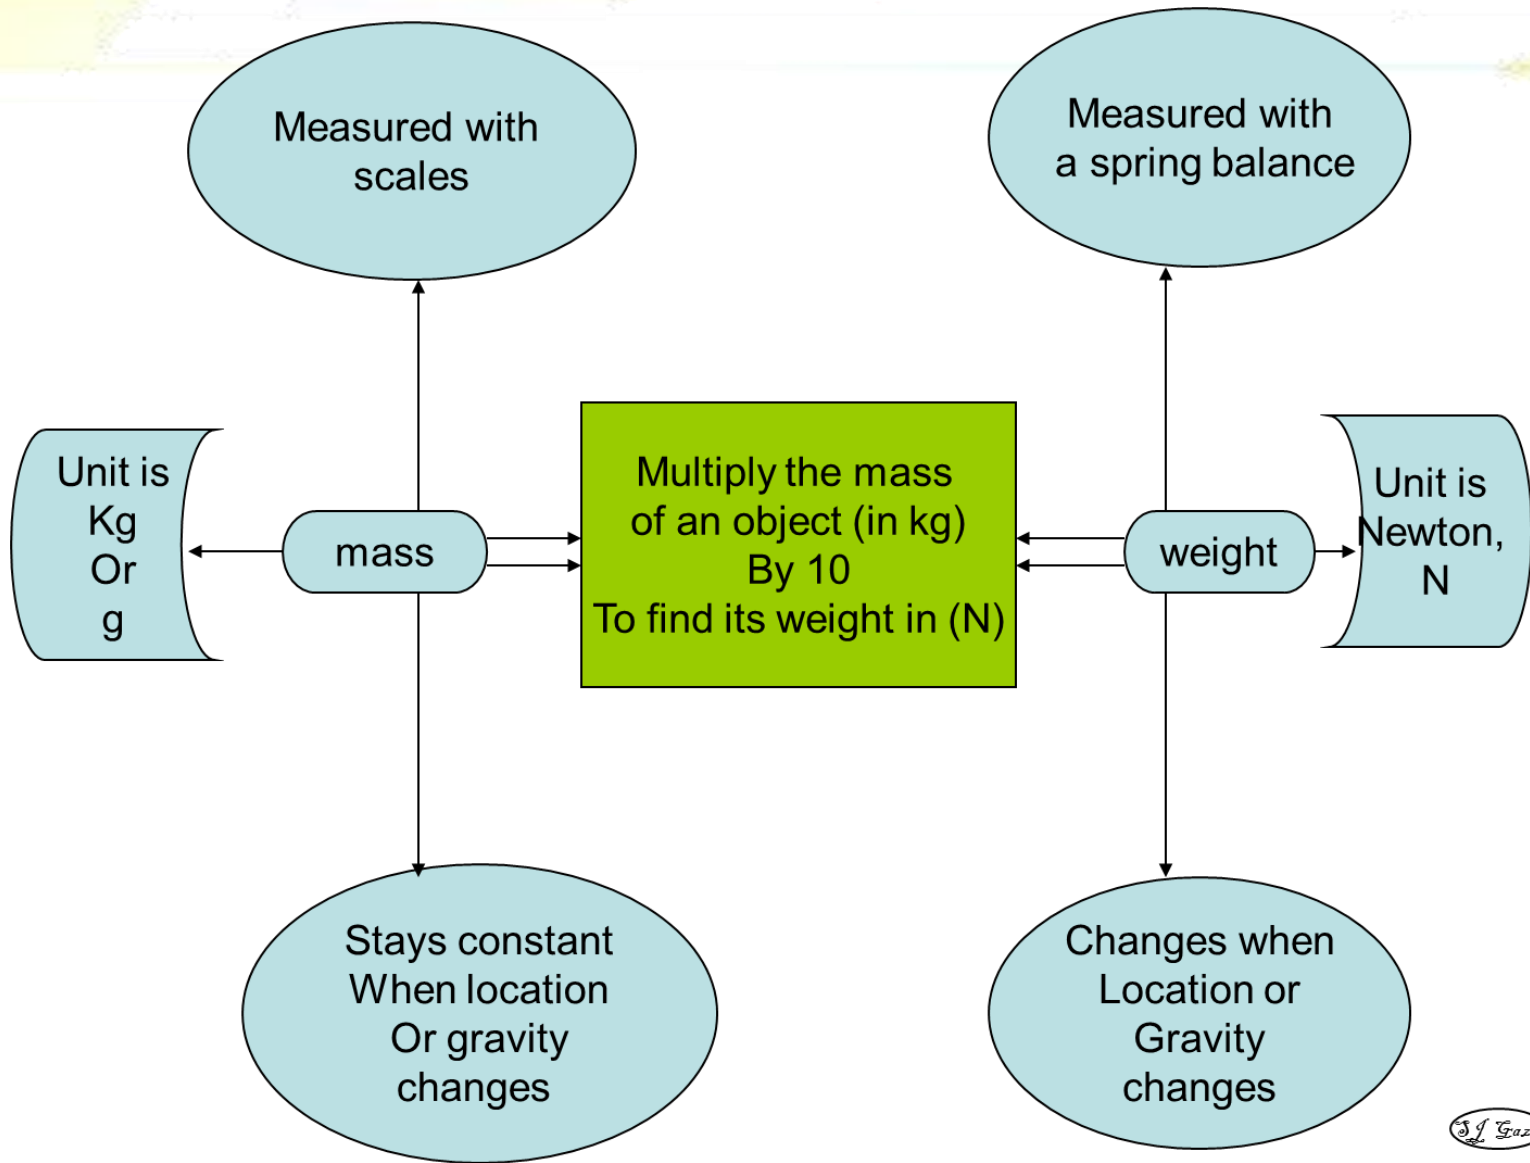 Measured with
scales
Measured with
a spring balance
Unit is
Kg
Or
g
mass
Multiply the mass
of an object (in kg)
By 10
To find its weight in (N)
weight
Unit is
Newton,
N
Stays constant
When location
Or gravity
changes
Changes when
Location or
Gravity
changes